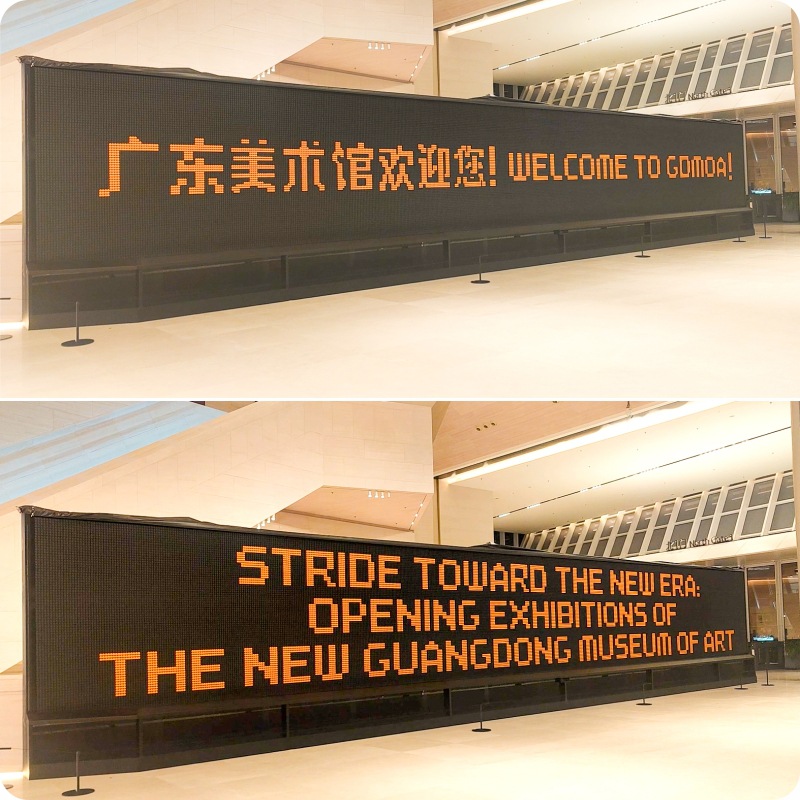 广东美术馆欢迎您! WELCOME TO GDMOA!
STRIDE TOWARD THE NEW ERA:
OPENING EXHIBITIONS OF
THE NEW GUANGDONG MUSEUM OF ART